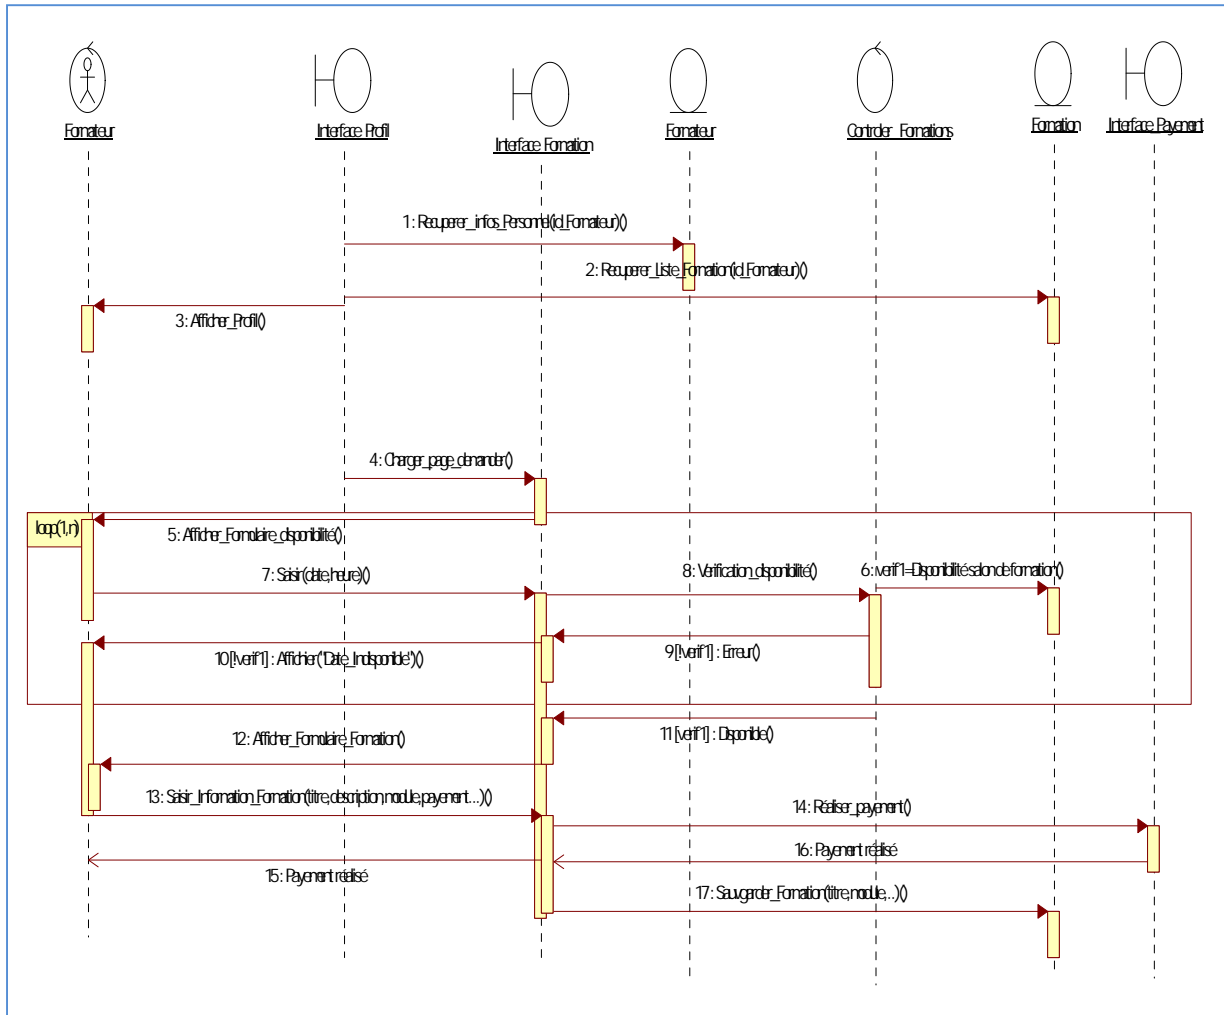 Formateur
Interface Profil
Interface Formation
Formateur
Controler_Formations
Formation
Interface_Payement
1 : Recuperer_infos_Personnel(id_Formateur)()
2 : Recuperer_Liste_Formation(id_Formateur)()
3 : Afficher_Profil()
4 : Charger_page_demander()
loop(1,n)
5 : Afficher_Formulaire_disponibilité()
7 : Saisir(date,heure)()
8 : Verification_disponibilité()
6 : verif1=Disponibilité salon de formation()
10 [!verif1] : Affichier("Date_Indisponible")()
9 [!verif1] : Erreur()
11 [verif1] : Disponible()
12 : Afficher_Formulaire_Formation()
13 : Saisir_Information_Formation(titre,description,module,payement...)()
14 : Réaliser_payement()
16 : Payement réalisé
15 : Payement réalisé
17 : Sauvgarder_Formation(titre,module,...)()